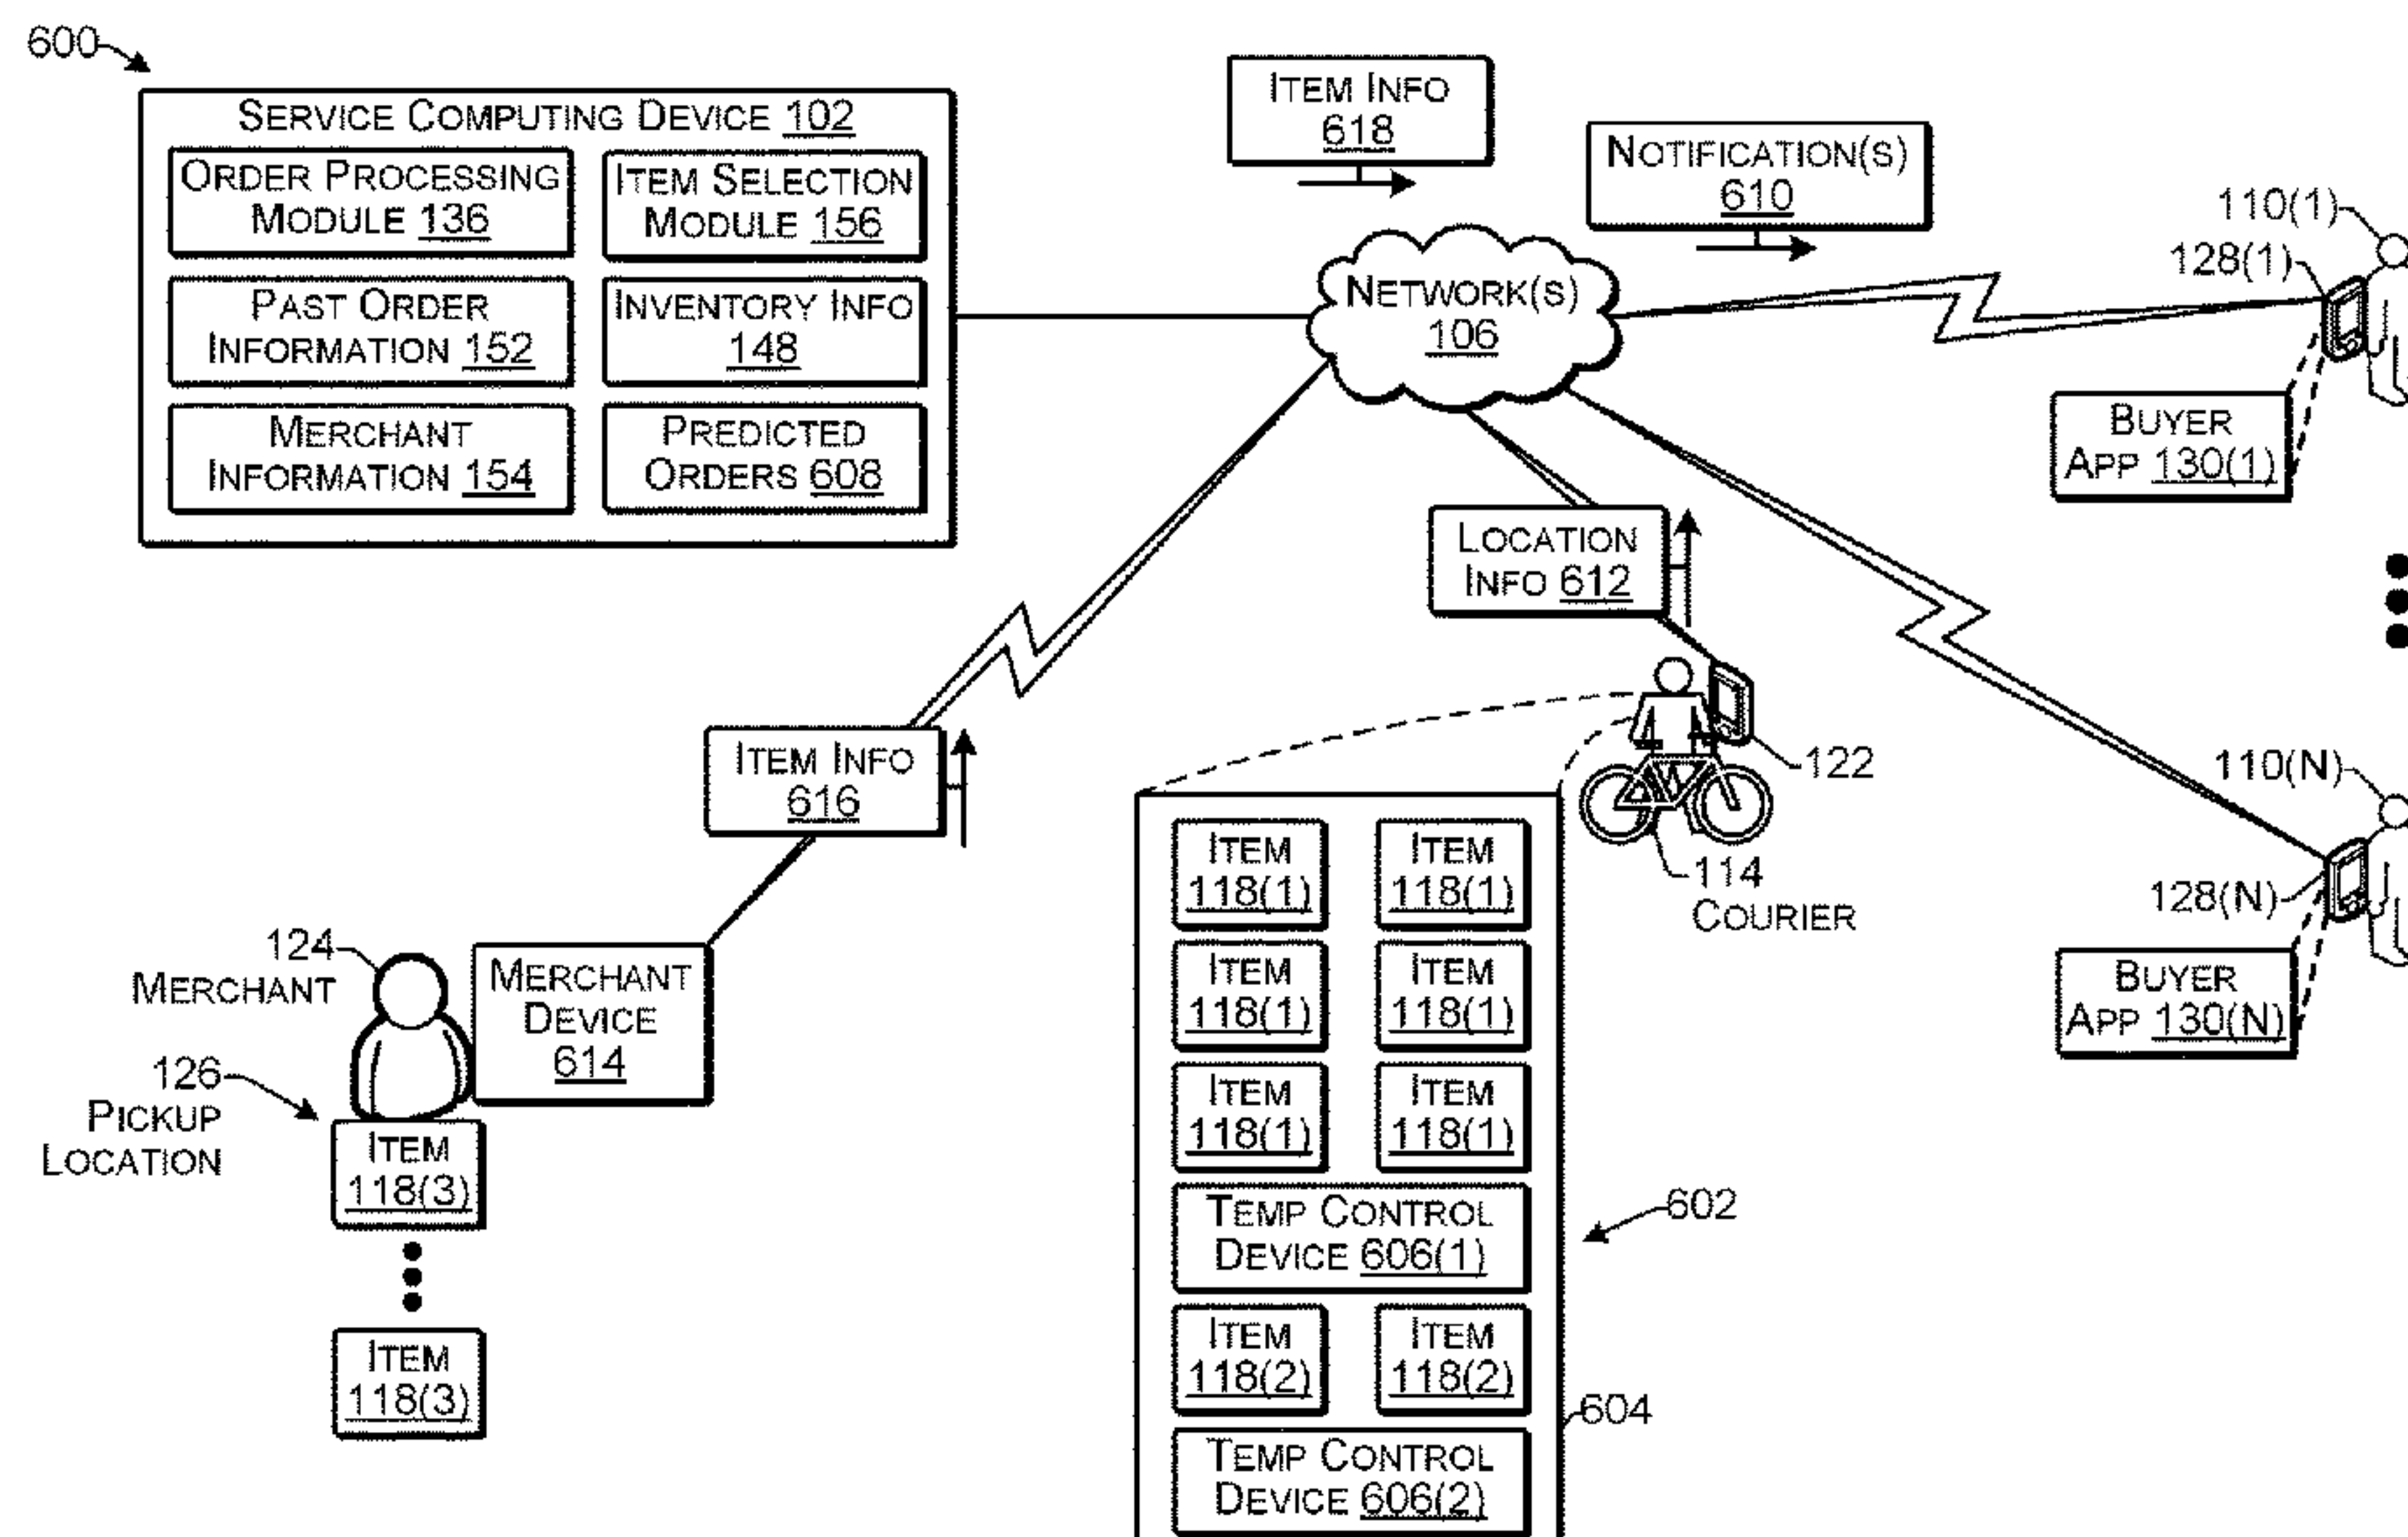 600
SERVICE COMPUTING DEVICE 102
ORDER PROCESSING
MODULE 136
ITEM SELECTION
MODULE 156
PAST ORDER
INFORMATION 152
INVENTORY INFO
148
MERCHANT
INFORMATION 154
PREDICTED
ORDERS 608
ITEM INFO
618
NOTIFICATION(S)
610
NETWORK(S)
106
110(1)
128(1)
BUYER
APP 130(1)
LOCATION
INFO 612
122
114
COURIER
110(N)
128(N)
BUYER
APP 130(N)
ITEM INFO
616
124
MERCHANT
MERCHANT
DEVICE
614
126
PICKUP
LOCATION
ITEM
118(3)
ITEM
118(3)
ITEM
118(1)
ITEM
118(1)
ITEM
118(1)
ITEM
118(1)
ITEM
118(1)
ITEM
118(1)
TEMP CONTROL
DEVICE 606(1)
602
ITEM
118(2)
ITEM
118(2)
604
TEMP CONTROL
DEVICE 606(2)